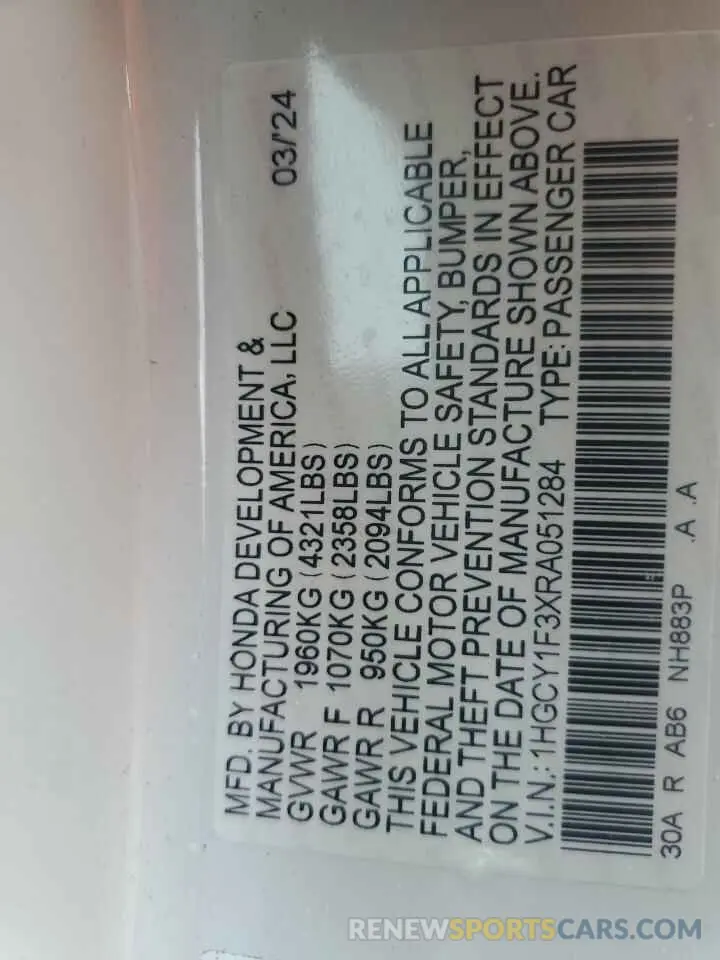 MFD. BY HONDA DEVELOPMENT &
MANUFACTURING OF AMERICA, LLC 03/'24
GVWR 1960KG (4321LBS)
GAWR F 1070KG (2358LBS)
GAWR R 950KG (2094LBS)
THIS VEHICLE CONFORMS TO ALL APPLICABLE
FEDERAL MOTOR VEHICLE SAFETY, BUMPER,
AND THEFT PREVENTION STANDARDS IN EFFECT
ON THE DATE OF MANUFACTURE SHOWN ABOVE.
V.I.N.: 1HGCY1F3XRA051284 TYPE: PASSENGER CAR
30A R AB6 NH883P .A .A
RENEWSPORTSCARS.COM